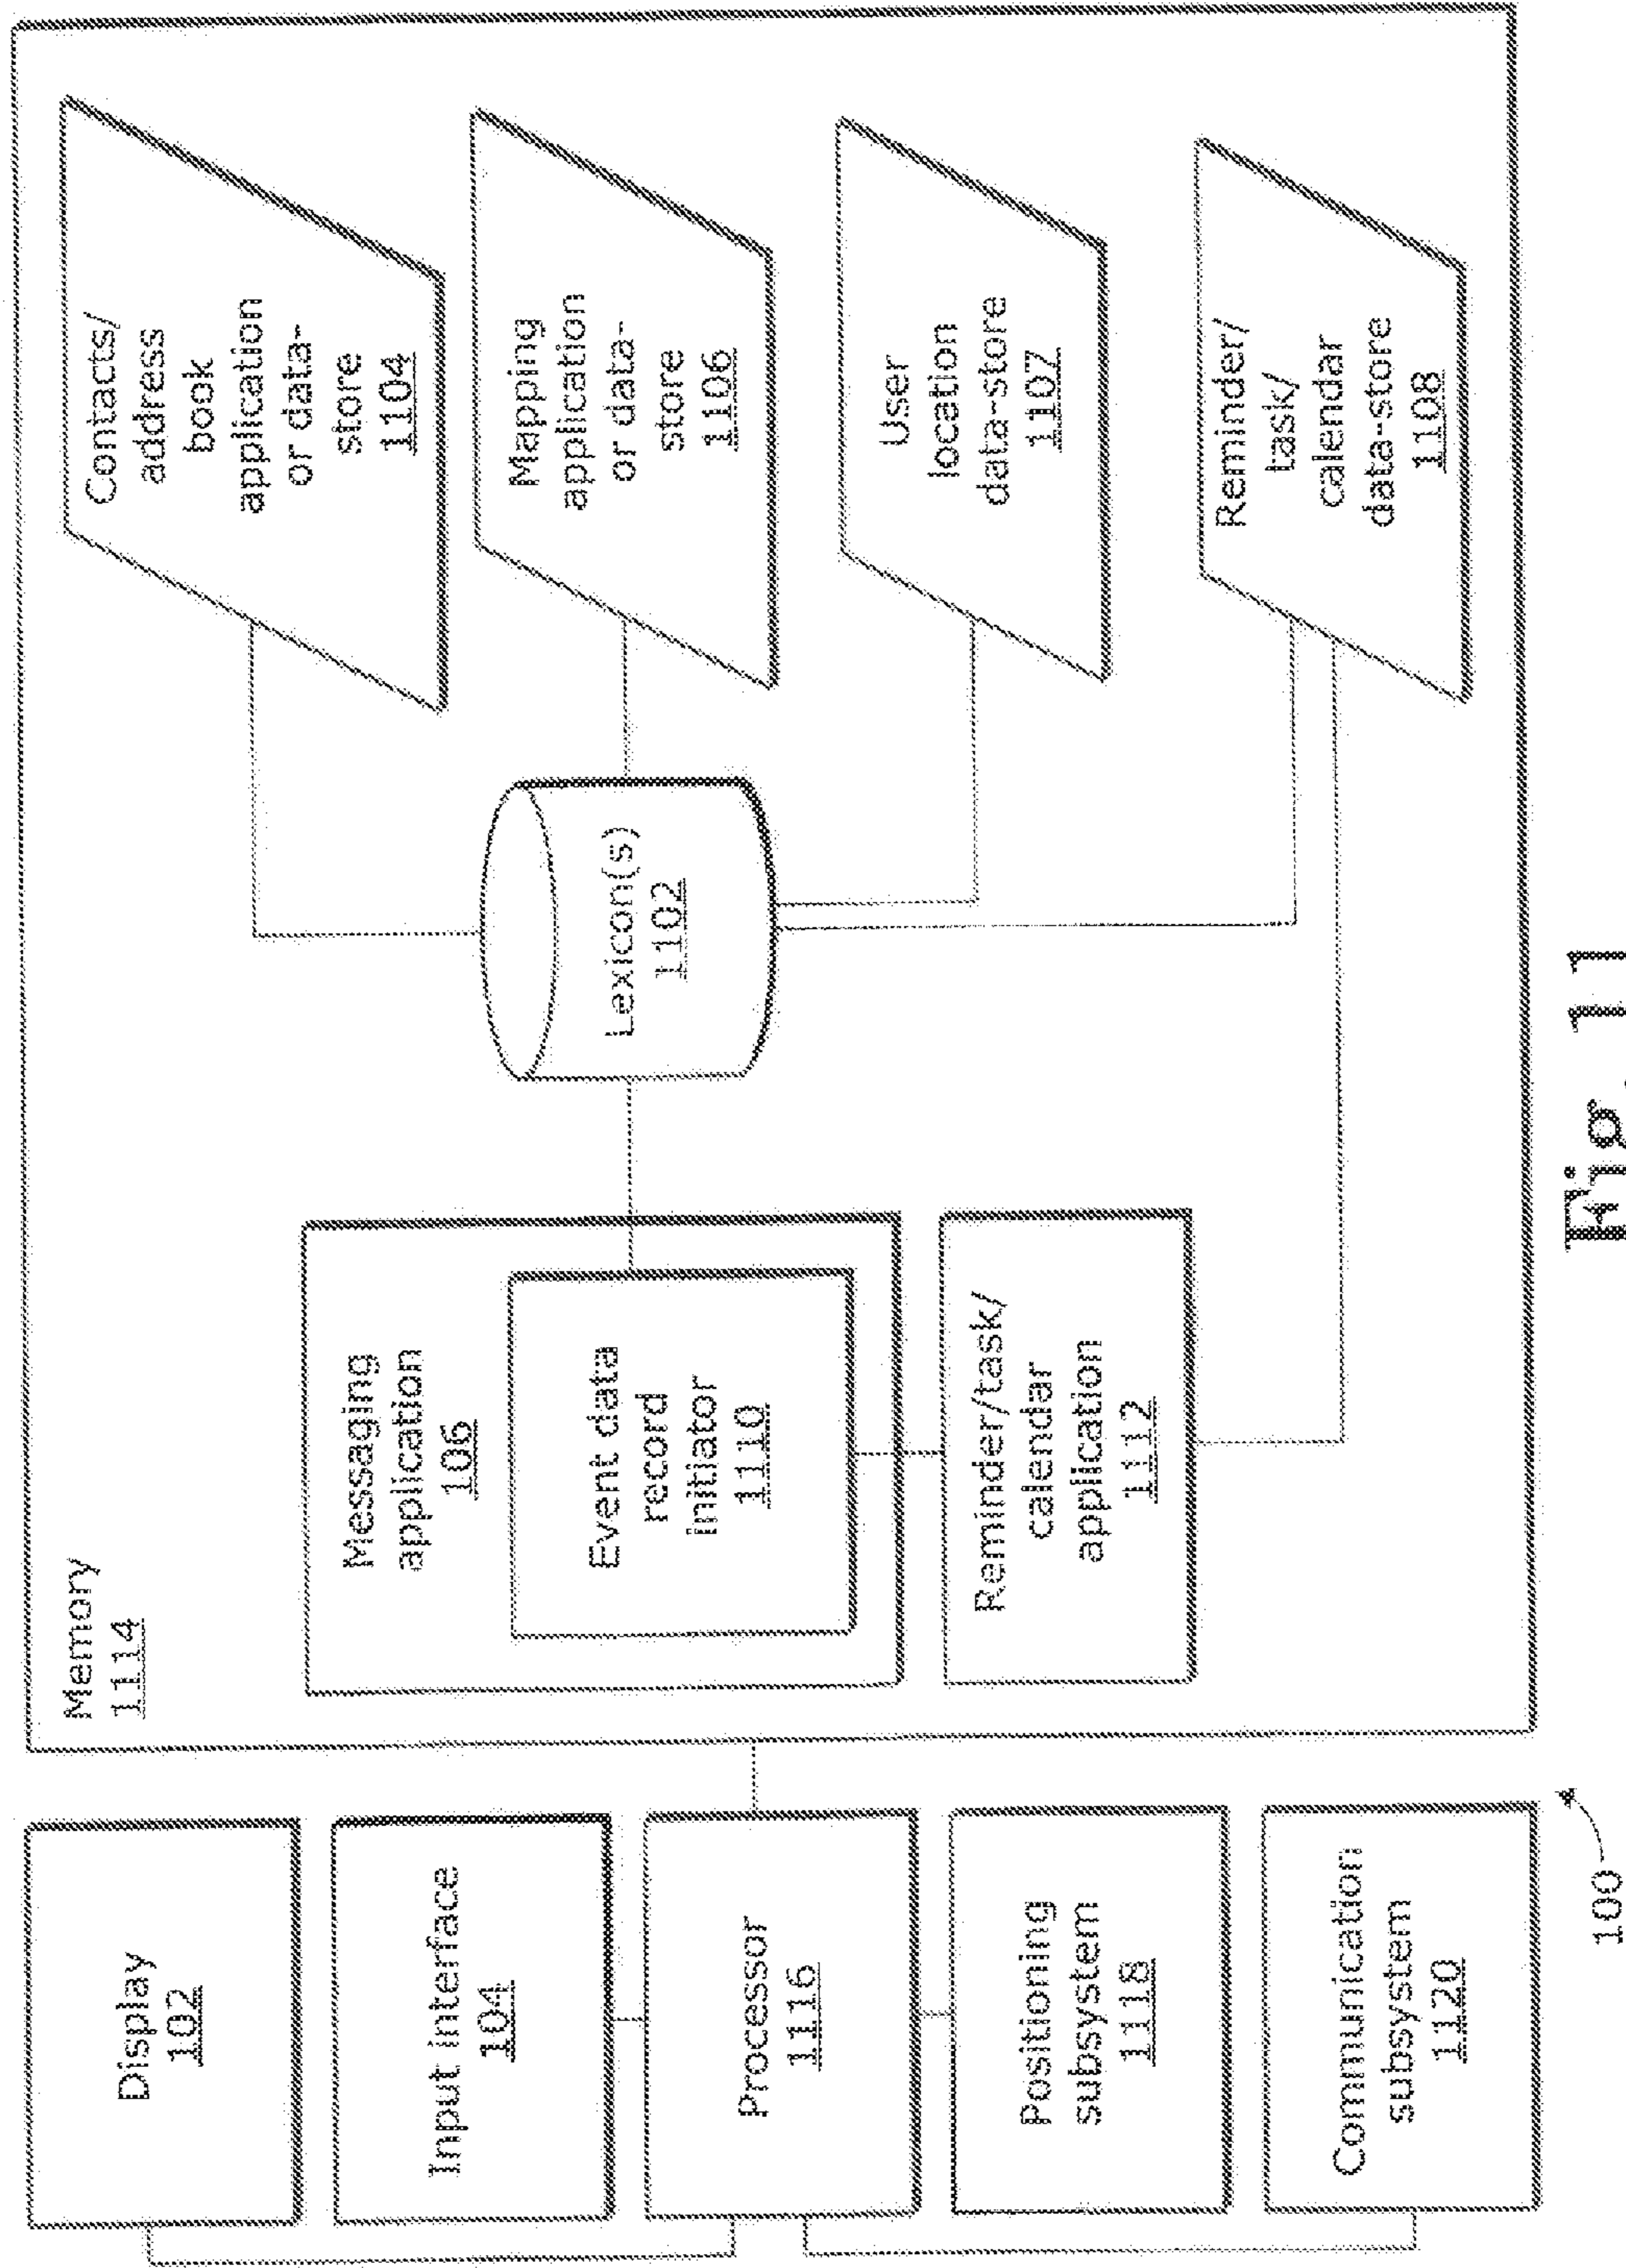 Display
102
Input interface
104
Processor
1116
Positioning
subsystem
1118
Communication
subsystem
1120
100
Memory
1114
Messaging
application
106
Event data
record
initiator
1110
Reminder/task/
calendar
application
1112
Lexicon(s)
1102
Contacts/
address
book
application
or data-
store
1104
Mapping
application
or data-
store
1106
User
location
data-store
1107
Reminder/
task/
calendar
data-store
1108
Fig. 11